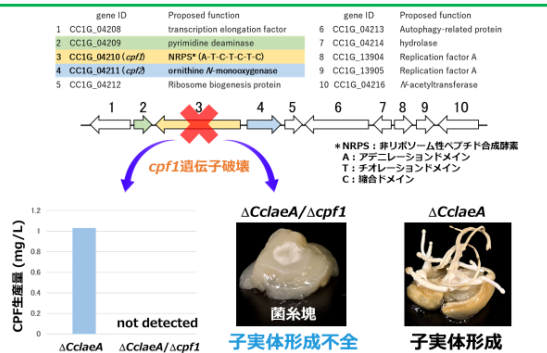 gene ID Proposed function gene ID Proposed function
1 CC1G_04208 transcription elongation factor 6 CC1G_04213 Autophagy-related protein
2 CC1G_04209 pyrimidine deaminase 7 CC1G_04214 hydrolase
3 CC1G_04210 (cpf1) NRPS* (A-T-C-T-C-T-C) 8 CC1G_13904 Replication factor A
4 CC1G_04211 (cpf2) ornithine N-monooxygenase 9 CC1G_13905 Replication factor A
5 CC1G_04212 Ribosome biogenesis protein 10 CC1G_04216 N-acetyltransferase
1 2 3 4 5 6 7 8 9 10
*NRPS:非リボソーム性ペプチド合成酵素
A:アデニレーションドメイン
T:チオレーションドメイン
C:縮合ドメイン
cpf1遺伝子破壊
CPF生産量 (mg/L)
1.2
1
0.8
0.6
0.4
0.2
0
not detected
ΔCclaeA ΔCclaeA/Δcpf1
ΔCclaeA/Δcpf1
菌糸塊
子実体形成不全
ΔCclaeA
子実体形成